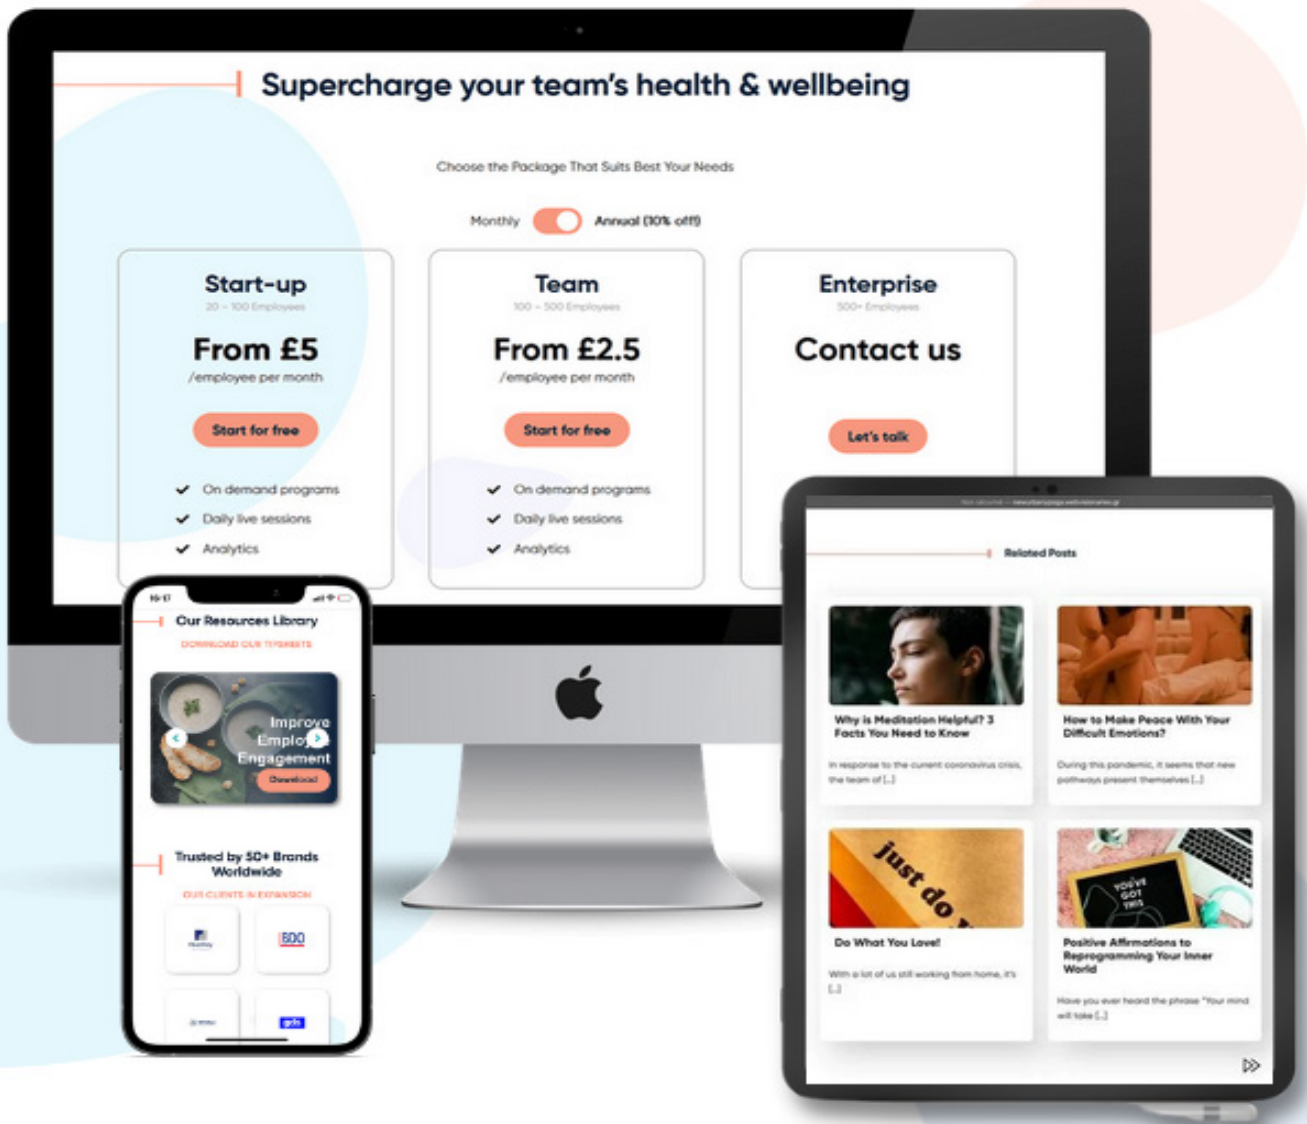 Supercharge your team's health & wellbeing
Choose the Package That Suits Best Your Needs
Monthly
Annual (10% off!)
Start-up
20 - 100 Employees
From £5
/employee per month
Start for free
On demand programs
Daily live sessions
Analytics
Team
100 - 500 Employees
From £2.5
/employee per month
Start for free
On demand programs
Daily live sessions
Analytics
Enterprise
500+ Employees
Contact us
Let's talk
16:17
Our Resources Library
DOWNLOAD OUR TIPSHEETS
Improve
Engagement
Download
Trusted by 50+ Brands
Worldwide
OUR CLIENTS IN EXPANSION
BDO
Related Posts
Why is Meditation Helpful? 3
Facts You Need to Know
In response to the current coronavirus crisis,
the team of [...]
How to Make Peace With Your
Difficult Emotions?
During this pandemic, it seems that new
pathways present themselves [...]
just do
Do What You Love!
With a lot of us still working from home, it's
[...]
YOU'VE
GOT
THIS
Positive Affirmations to
Reprogramming Your Inner
World
Have you ever heard the phrase "Your mind
will take [...]